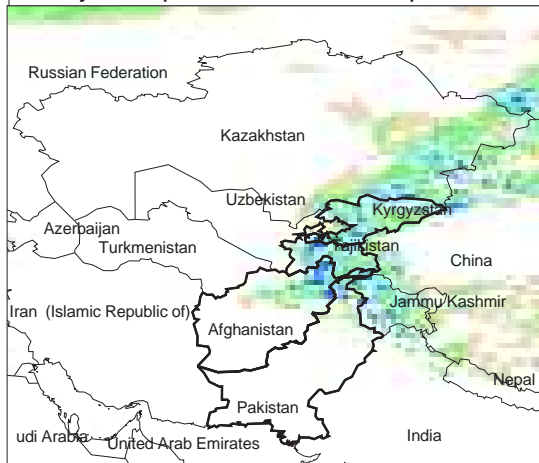 Russian Federation
Kazakhstan
Uzbekistan
Kyrgyzstan
Azerbaijan
Turkmenistan
Tajikistan
China
Iran (Islamic Republic of)
Jammu/Kashmir
Afghanistan
Nepal
Pakistan
udi Arabia
United Arab Emirates
India